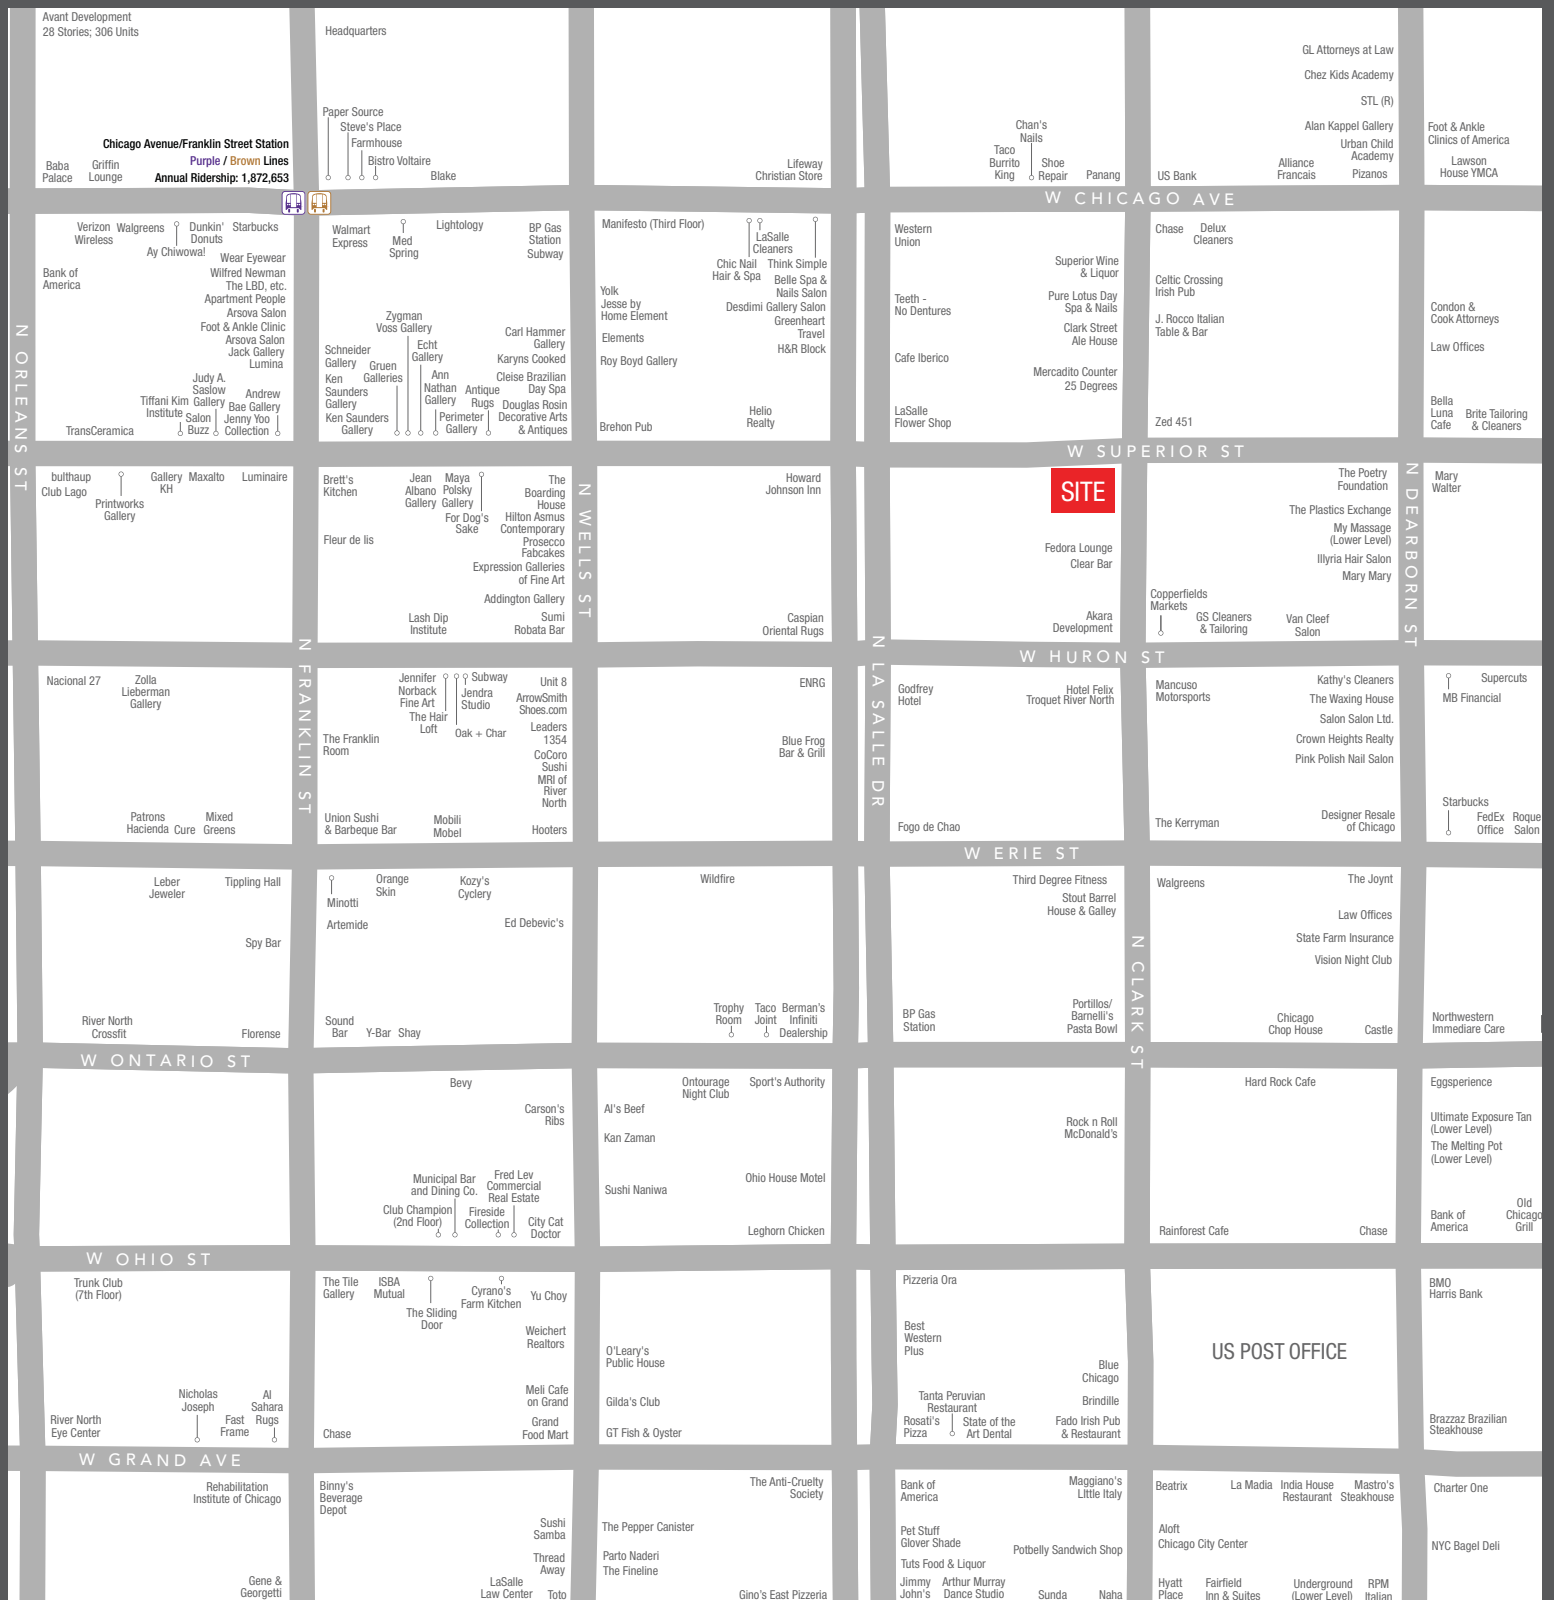 Avant Development
28 Stories; 306 Units
Chicago Avenue/Franklin Street Station
Purple / Brown Lines
Annual Ridership: 1,872,653
Baba
Palace
Griffin
Lounge
Headquarters
Paper Source
Steve's Place
Farmhouse
Bistro Voltaire
Blake
Lifeway
Christian Store
Chan's
Nails
Taco
Burrito
King
Shoe
Repair
Panang
GL Attorneys at Law
Chez Kids Academy
STL (R)
Alan Kappel Gallery
Urban Child
Academy
Alliance
Francais
Pizanos
US Bank
Foot & Ankle
Clinics of America
Lawson
House YMCA
W CHICAGO AVE
Verizon
Wireless
Walgreens
Dunkin'
Donuts
Starbucks
Ay Chiwowa!
Wear Eyewear
Bank of
America
Wilfred Newman
The LBD, etc.
Apartment People
Arsova Salon
Foot & Ankle Clinic
Arsova Salon
Jack Gallery
Lumina
Judy A.
Saslow
Gallery
Tiffani Kim
Institute
Salon
Buzz
Andrew
Bae Gallery
Jenny Yoo
Collection
TransCeramica
Walmart
Express
Med
Spring
Lightology
BP Gas
Station
Subway
Zygman
Voss Gallery
Echt
Gallery
Carl Hammer
Gallery
Schneider
Gallery
Gruen
Galleries
Karyns Cooked
Ken
Saunders
Gallery
Ann
Nathan
Gallery
Antique
Rugs
Cleise Brazilian
Day Spa
Ken Saunders
Gallery
Perimeter
Gallery
Douglas Rosin
Decorative Arts
& Antiques
Manifesto (Third Floor)
LaSalle
Cleaners
Chic Nail
Hair & Spa
Think Simple
Belle Spa &
Nails Salon
Yolk
Jesse by
Home Element
Desdimi Gallery Salon
Greenheart
Travel
Elements
H&R Block
Roy Boyd Gallery
Helio
Realty
Brehon Pub
Western
Union
Superior Wine
& Liquor
Teeth -
No Dentures
Pure Lotus Day
Spa & Nails
Clark Street
Ale House
Cafe Iberico
Mercadito Counter
25 Degrees
LaSalle
Flower Shop
Chase
Delux
Cleaners
Celtic Crossing
Irish Pub
J. Rocco Italian
Table & Bar
Zed 451
Condon &
Cook Attorneys
Law Offices
Bella
Luna
Cafe
Brite Tailoring
& Cleaners
N ORLEANS ST
W SUPERIOR ST
bulthaup
Club Lago
Printworks
Gallery
Gallery
KH
Maxalto
Luminaire
Brett's
Kitchen
Jean
Albano
Gallery
Maya
Polsky
Gallery
For Dog's
Sake
The
Boarding
House
Hilton Asmus
Contemporary
Prosecco
Fabcakes
Fleur de lis
Expression Galleries
of Fine Art
Addington Gallery
Lash Dip
Institute
Sumi
Robata Bar
N WELLS ST
Howard
Johnson Inn
Caspian
Oriental Rugs
SITE
Fedora Lounge
Clear Bar
Akara
Development
The Poetry
Foundation
The Plastics Exchange
My Massage
(Lower Level)
Illyria Hair Salon
Mary Mary
Copperfields
Markets
GS Cleaners
& Tailoring
Van Cleef
Salon
N DEARBORN ST
Mary
Walter
W HURON ST
Nacional 27
Zolla
Lieberman
Gallery
Patrons
Hacienda
Cure
Mixed
Greens
N FRANKLIN ST
Jennifer
Norback
Fine Art
Subway
Jendra
Studio
Unit 8
ArrowSmith
Shoes.com
The Hair
Loft
Oak + Char
Leaders
1354
The Franklin
Room
CoCoro
Sushi
MRI of
River
North
Union Sushi
& Barbeque Bar
Mobili
Mobel
Hooters
ENRG
Blue Frog
Bar & Grill
N LA SALLE DR
Godfrey
Hotel
Hotel Felix
Troquet River North
Fogo de Chao
Mancuso
Motorsports
Kathy's Cleaners
The Waxing House
Salon Salon Ltd.
Crown Heights Realty
Pink Polish Nail Salon
The Kerryman
Designer Resale
of Chicago
Supercuts
MB Financial
Starbucks
FedEx
Office
Roque
Salon
W ERIE ST
Leber
Jeweler
Tippling Hall
Spy Bar
River North
Crossfit
Florense
Minotti
Orange
Skin
Kozy's
Cyclery
Artemide
Ed Debevic's
Sound
Bar
Y-Bar
Shay
Wildfire
Trophy
Room
Taco
Joint
Berman's
Infiniti
Dealership
Third Degree Fitness
Stout Barrel
House & Galley
BP Gas
Station
Portillos/
Barnelli's
Pasta Bowl
N CLARK ST
Walgreens
The Joynt
Law Offices
State Farm Insurance
Vision Night Club
Chicago
Chop House
Castle
Northwestern
Immediare Care
W ONTARIO ST
Bevy
Carson's
Ribs
Municipal Bar
and Dining Co.
Fred Lev
Commercial
Real Estate
Club Champion
(2nd Floor)
Fireside
Collection
City Cat
Doctor
Ontourage
Night Club
Sport's Authority
Al's Beef
Kan Zaman
Ohio House Motel
Sushi Naniwa
Leghorn Chicken
Rock n Roll
McDonald's
Hard Rock Cafe
Rainforest Cafe
Chase
Eggsperience
Ultimate Exposure Tan
(Lower Level)
The Melting Pot
(Lower Level)
Bank of
America
Old
Chicago
Grill
W OHIO ST
Trunk Club
(7th Floor)
Nicholas
Joseph
Al
Sahara
Rugs
Fast
Frame
River North
Eye Center
The Tile
Gallery
ISBA
Mutual
The Sliding
Door
Cyrano's
Farm Kitchen
Yu Choy
Weichert
Realtors
Meli Cafe
on Grand
Grand
Food Mart
Chase
O'Leary's
Public House
Gilda's Club
GT Fish & Oyster
Pizzeria Ora
Best
Western
Plus
Blue
Chicago
Tanta Peruvian
Restaurant
Brindille
Rosati's
Pizza
State of the
Art Dental
Fado Irish Pub
& Restaurant
US POST OFFICE
BMO
Harris Bank
Brazzaz Brazilian
Steakhouse
W GRAND AVE
Rehabilitation
Institute of Chicago
Gene &
Georgetti
Binny's
Beverage
Depot
Sushi
Samba
Thread
Away
LaSalle
Law Center
Toto
The Anti-Cruelty
Society
The Pepper Canister
Parto Naderi
The Fineline
Gino's East Pizzeria
Bank of
America
Maggiano's
LIttle Italy
Pet Stuff
Glover Shade
Potbelly Sandwich Shop
Tuts Food & Liquor
Jimmy
John's
Arthur Murray
Dance Studio
Sunda
Naha
Beatrix
La Madia
India House
Restaurant
Mastro's
Steakhouse
Aloft
Chicago City Center
Hyatt
Place
Fairfield
Inn & Suites
Underground
(Lower Level)
RPM
Italian
Charter One
NYC Bagel Deli